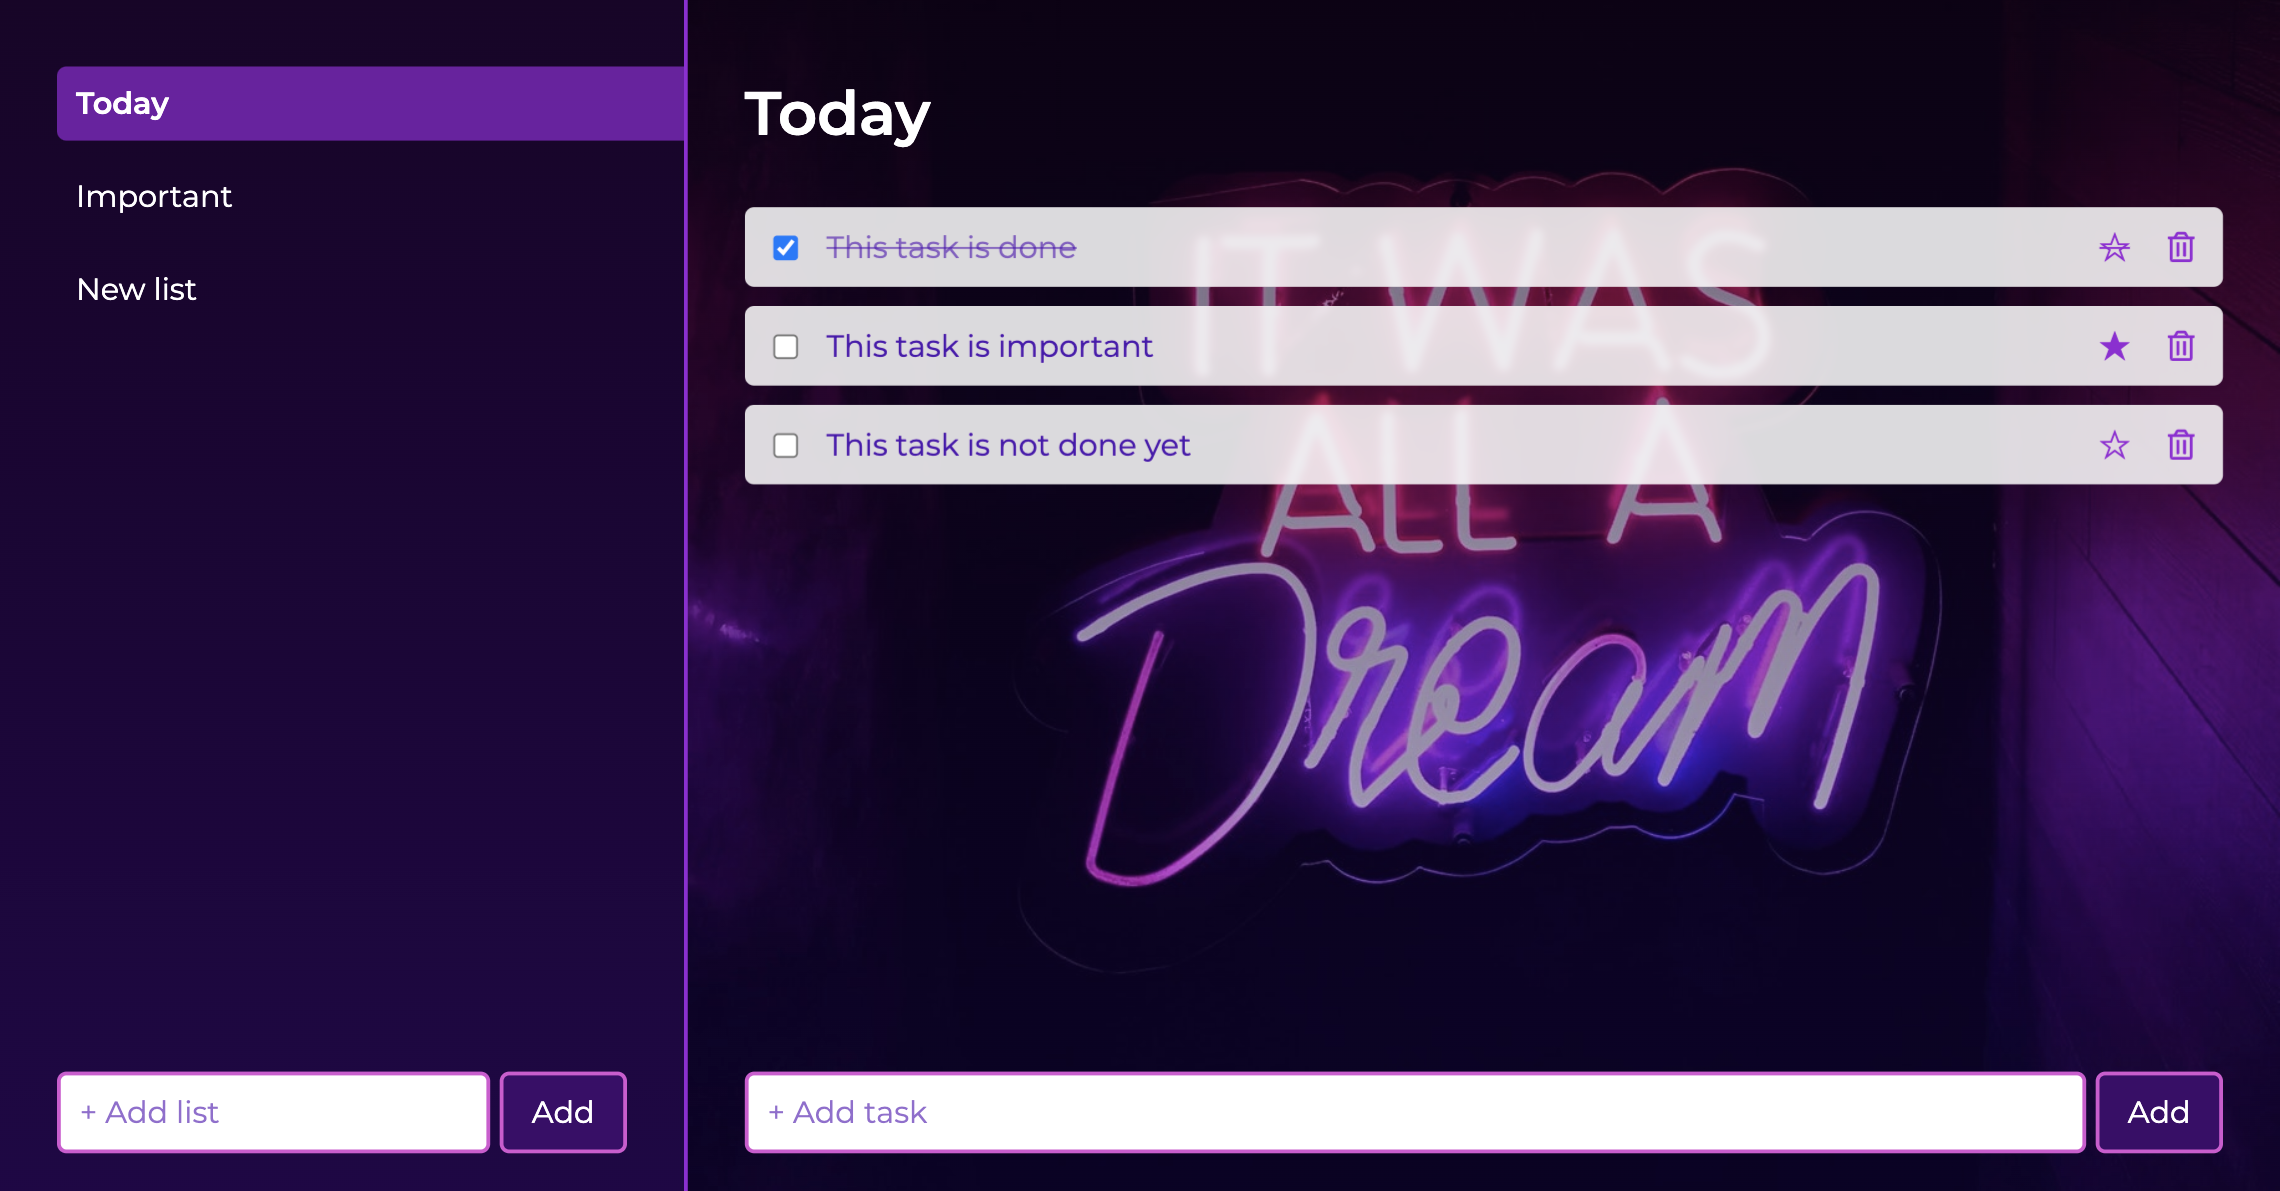 Today
Important
New list
+ Add list
Add
Today
This task is done
This task is important
This task is not done yet
IT WAS
ALL A
Dream
+ Add task
Add